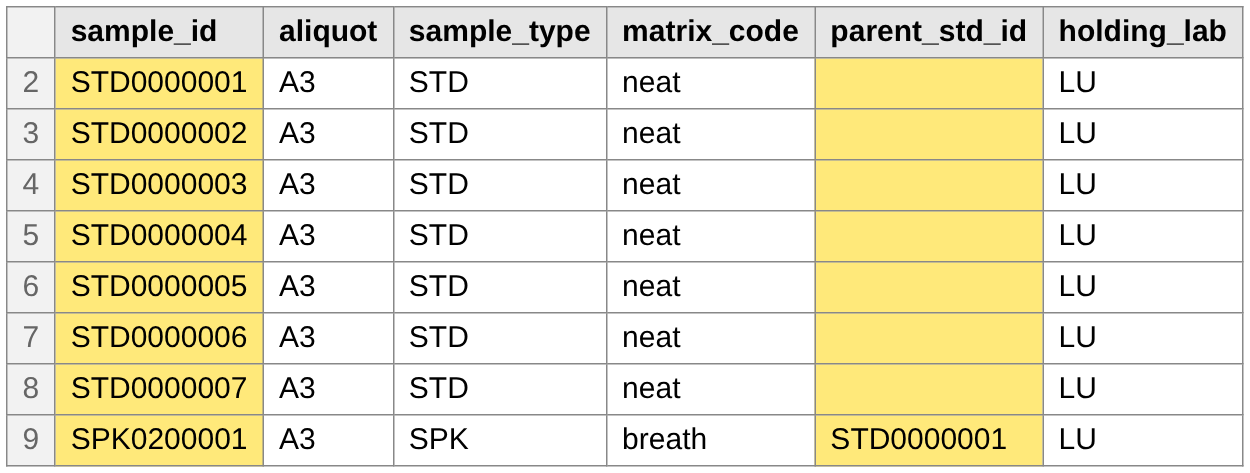 sample_id aliquot sample_type matrix_code parent_std_id holding_lab
2 STD0000001 A3 STD neat LU
3 STD0000002 A3 STD neat LU
4 STD0000003 A3 STD neat LU
5 STD0000004 A3 STD neat LU
6 STD0000005 A3 STD neat LU
7 STD0000006 A3 STD neat LU
8 STD0000007 A3 STD neat LU
9 SPK0200001 A3 SPK breath STD0000001 LU